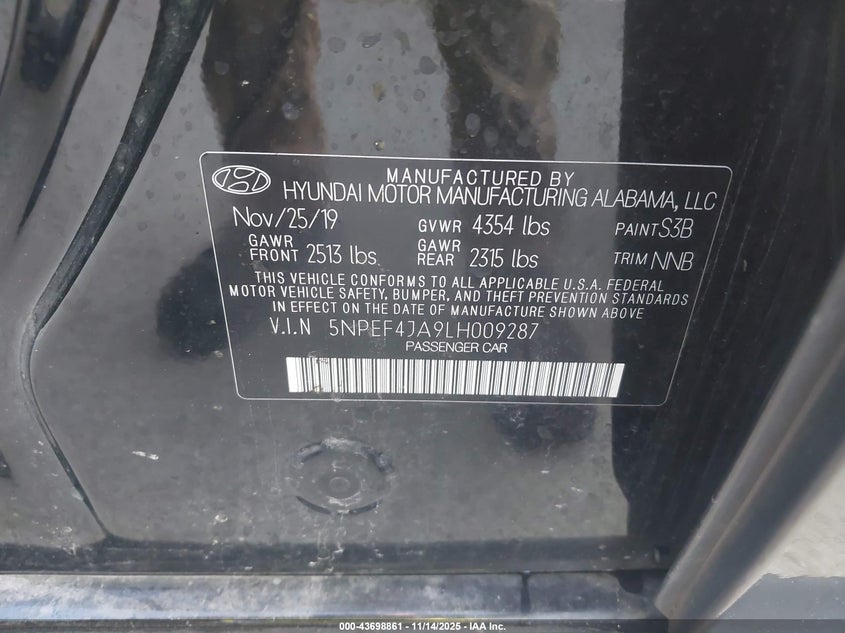 MANUFACTURED BY
HYUNDAI MOTOR MANUFACTURING ALABAMA, LLC
Nov/25/19 GVWR 4354 lbs PAINT S3B
GAWR FRONT 2513 lbs. GAWR REAR 2315 lbs TRIM NNB
THIS VEHICLE CONFORMS TO ALL APPLICABLE U.S.A. FEDERAL
MOTOR VEHICLE SAFETY, BUMPER, AND THEFT PREVENTION STANDARDS
IN EFFECT ON THE DATE OF MANUFACTURE SHOWN ABOVE
V.I.N 5NPEF4JA9LH009287
PASSENGER CAR
000-43698861 - 11/14/2025 - IAA Inc.